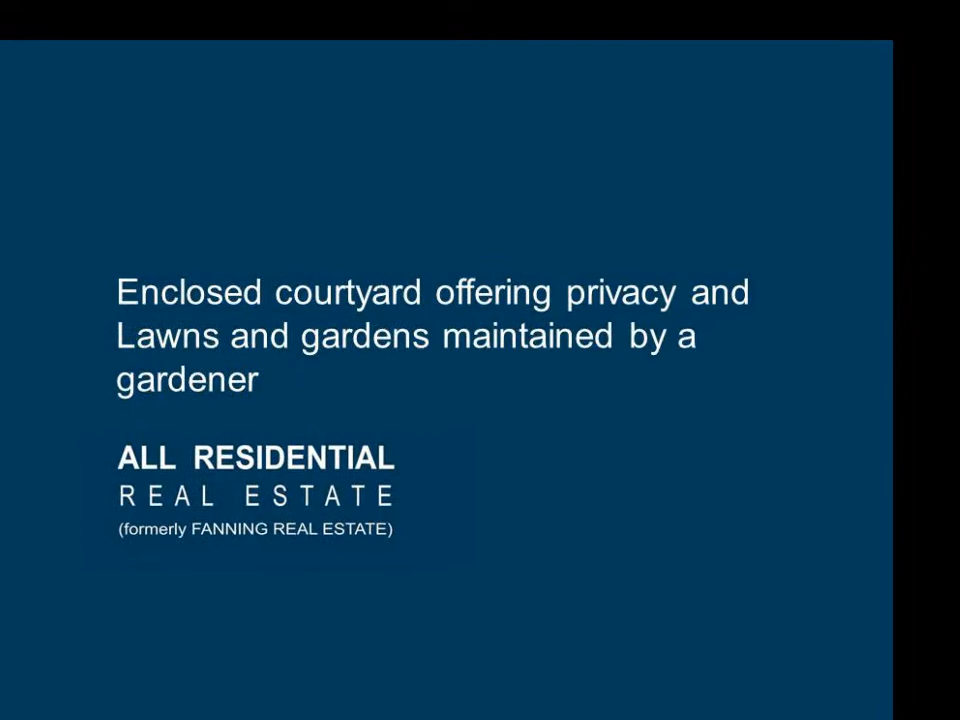 Enclosed courtyard offering privacy and
Lawns and gardens maintained by a
gardener
ALL RESIDENTIAL
REAL ESTATE
(formerly FANNING REAL ESTATE)